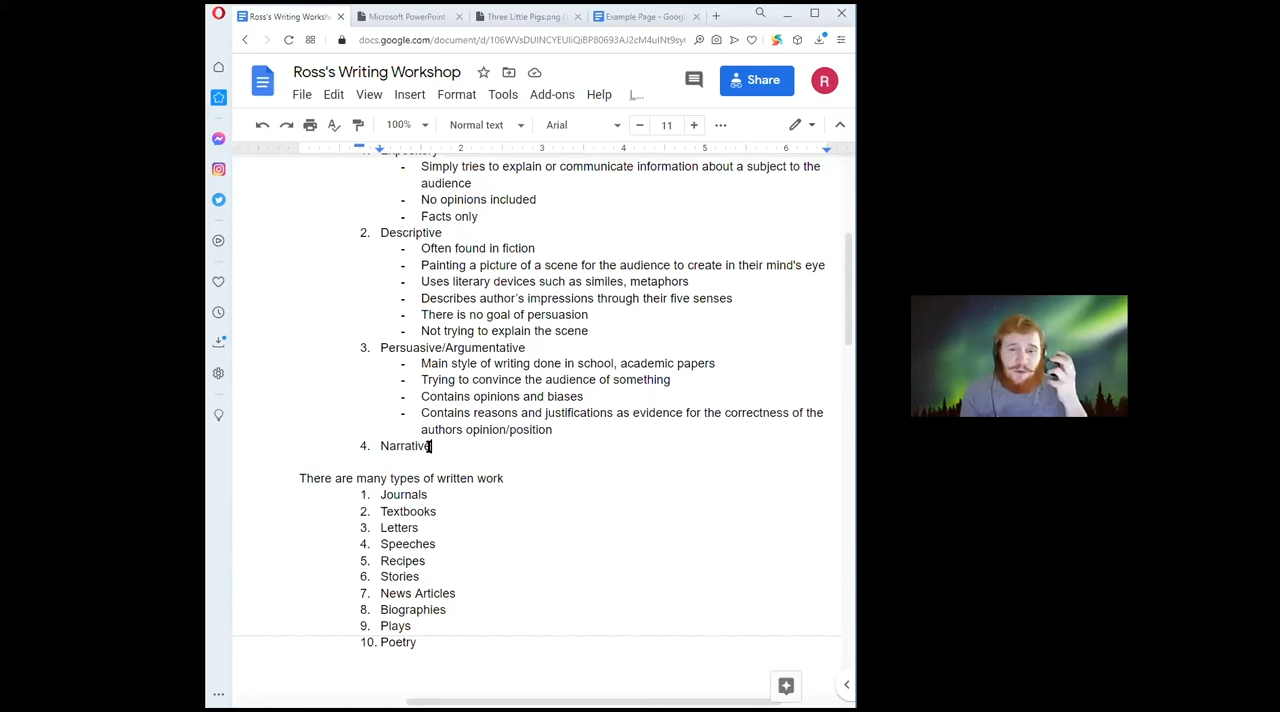 Ross's Writing Worksh
Microsoft PowerPoint
Three Little Pigs.png (
Example Page - Googl
docs.google.com/document/d/
Ross's Writing Workshop
File Edit View Insert Format Tools Add-ons Help L...
Share
R
100% Normal text Arial 11
1 2 3 4 5 6
Simply tries to explain or communicate information about a subject to the
audience
- No opinions included
- Facts only
2. Descriptive
- Often found in fiction
- Painting a picture of a scene for the audience to create in their mind's eye
- Uses literary devices such as similes, metaphors
- Describes author's impressions through their five senses
- There is no goal of persuasion
- Not trying to explain the scene
3. Persuasive/Argumentative
- Main style of writing done in school, academic papers
- Trying to convince the audience of something
- Contains opinions and biases
- Contains reasons and justifications as evidence for the correctness of the
authors opinion/position
4. Narrative
There are many types of written work
1. Journals
2. Textbooks
3. Letters
4. Speeches
5. Recipes
6. Stories
7. News Articles
8. Biographies
9. Plays
10. Poetry